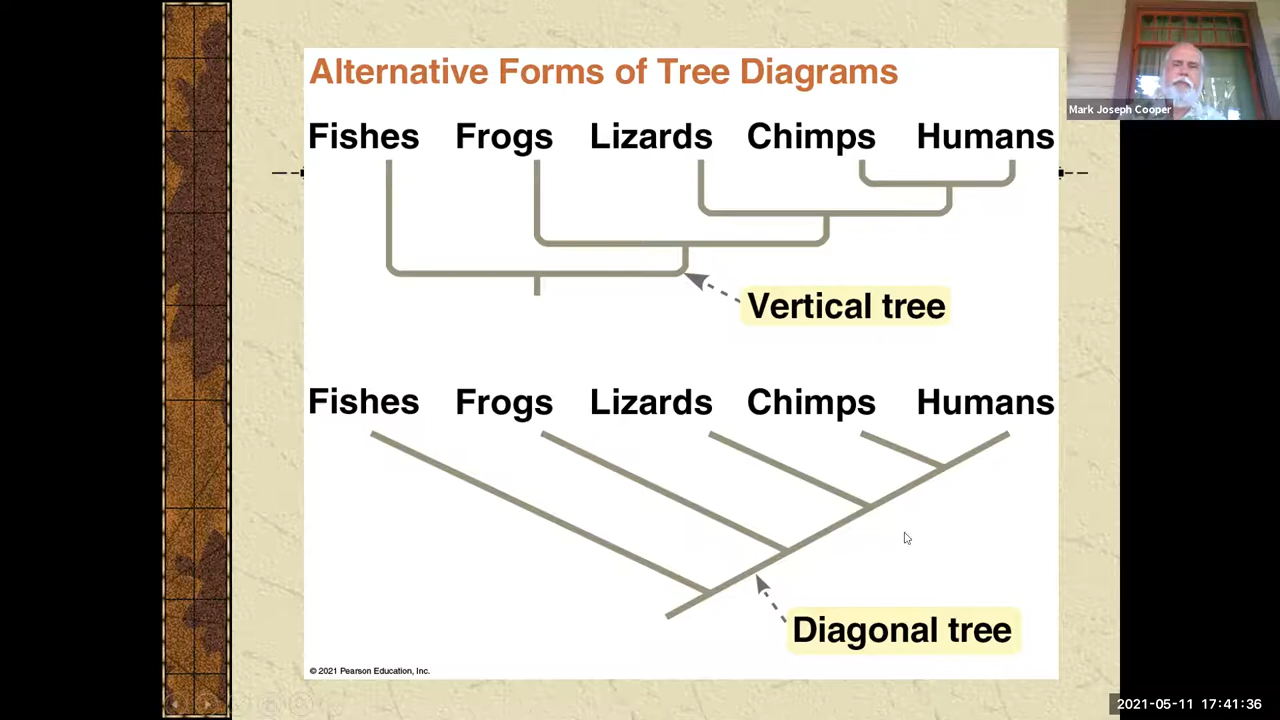 Alternative Forms of Tree Diagrams
Mark Joseph Cooper
Fishes Frogs Lizards Chimps Humans
Vertical tree
Fishes Frogs Lizards Chimps Humans
Diagonal tree
© 2021 Pearson Education, Inc.
2021-05-11 17:41:36